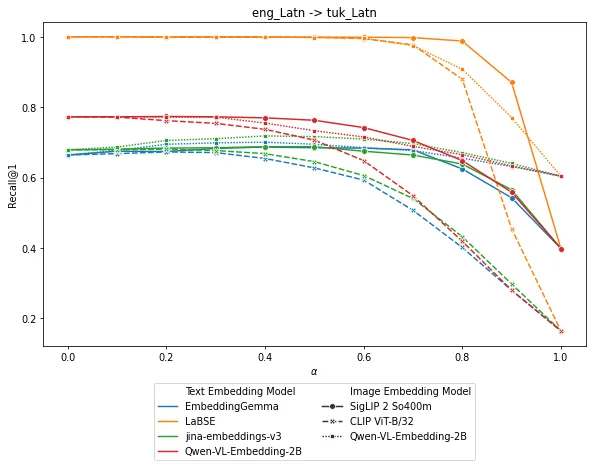 eng_Latn -> tuk_Latn
Recall@1
1.0
0.8
0.6
0.4
0.2
0.0 0.2 0.4 0.6 0.8 1.0
α
Text Embedding Model
EmbeddingGemma
LaBSE
jina-embeddings-v3
Qwen-VL-Embedding-2B
Image Embedding Model
SigLIP 2 So400m
CLIP ViT-B/32
Qwen-VL-Embedding-2B